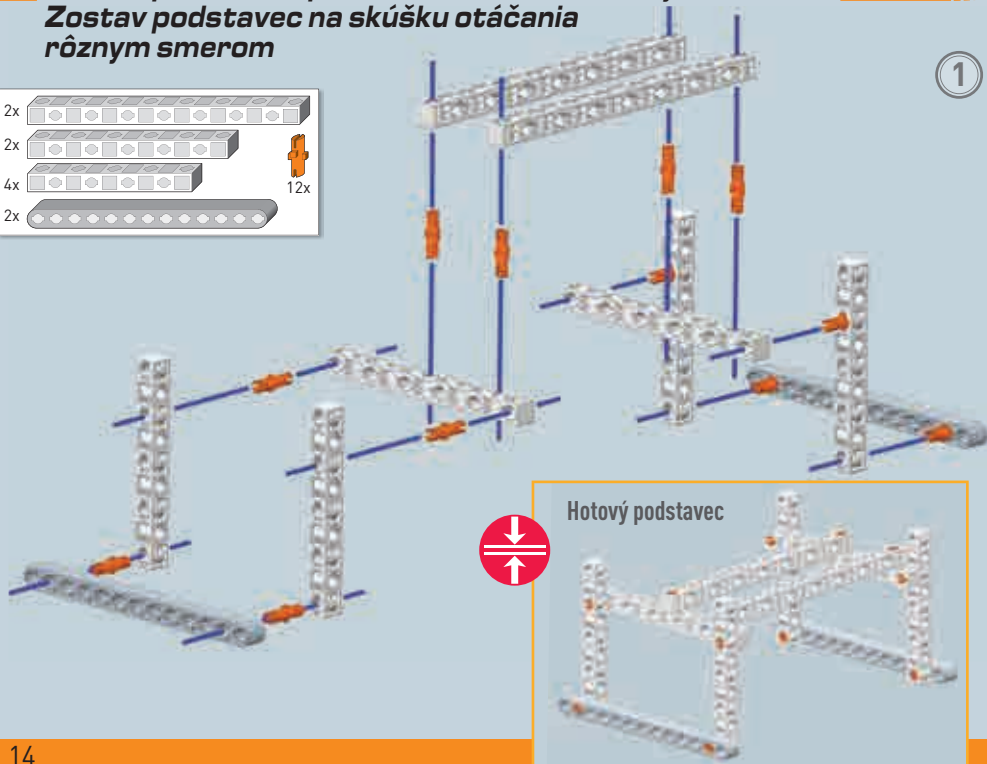 Zostav podstavec na skúšku otáčania
rôznym smerom
1
2x
2x
4x
2x
12x
Hotový podstavec
14